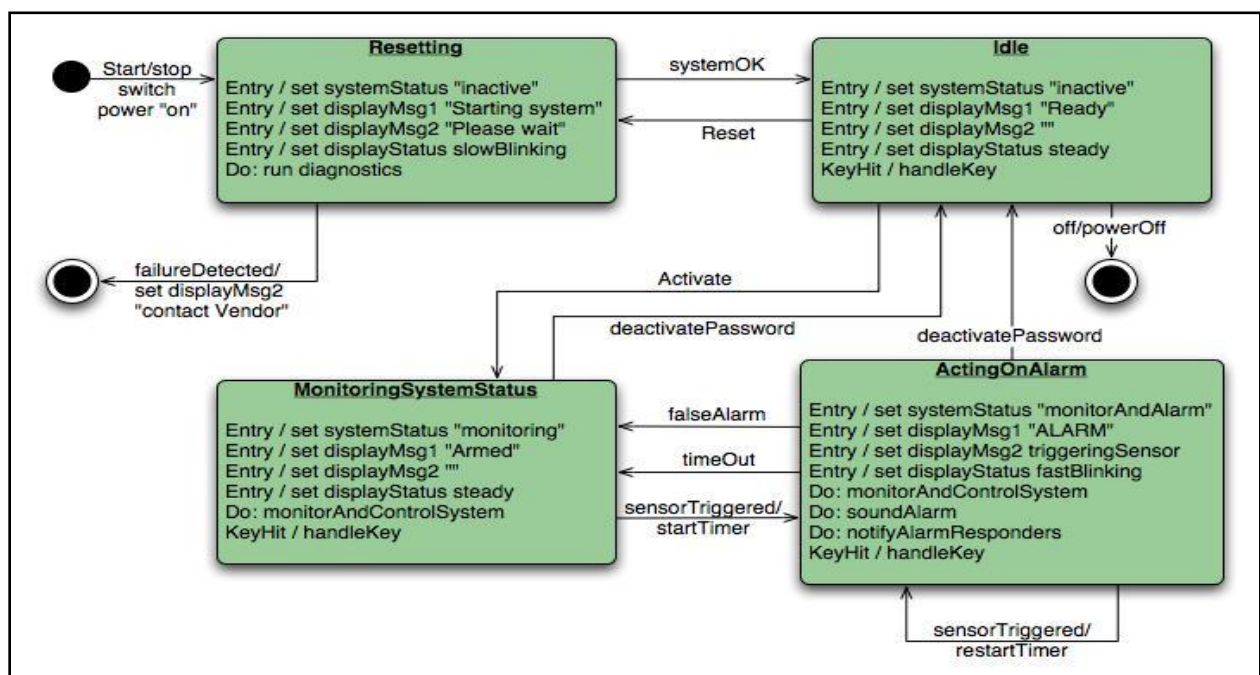 Start/stop
switch
power "on"
Resetting
Entry / set systemStatus "inactive"
Entry / set displayMsg1 "Starting system"
Entry / set displayMsg2 "Please wait"
Entry / set displayStatus slowBlinking
Do: run diagnostics
systemOK
Reset
Idle
Entry / set systemStatus "inactive"
Entry / set displayMsg1 "Ready"
Entry / set displayMsg2 ""
Entry / set displayStatus steady
KeyHit / handleKey
failureDetected/
set displayMsg2
"contact Vendor"
Activate
deactivatePassword
off/powerOff
deactivatePassword
MonitoringSystemStatus
Entry / set systemStatus "monitoring"
Entry / set displayMsg1 "Armed"
Entry / set displayMsg2 ""
Entry / set displayStatus steady
Do: monitorAndControlSystem
KeyHit / handleKey
falseAlarm
timeOut
sensorTriggered/
startTimer
ActingOnAlarm
Entry / set systemStatus "monitorAndAlarm"
Entry / set displayMsg1 "ALARM"
Entry / set displayMsg2 triggeringSensor
Entry / set displayStatus fastBlinking
Do: monitorAndControlSystem
Do: soundAlarm
Do: notifyAlarmResponders
KeyHit / handleKey
sensorTriggered/
restartTimer